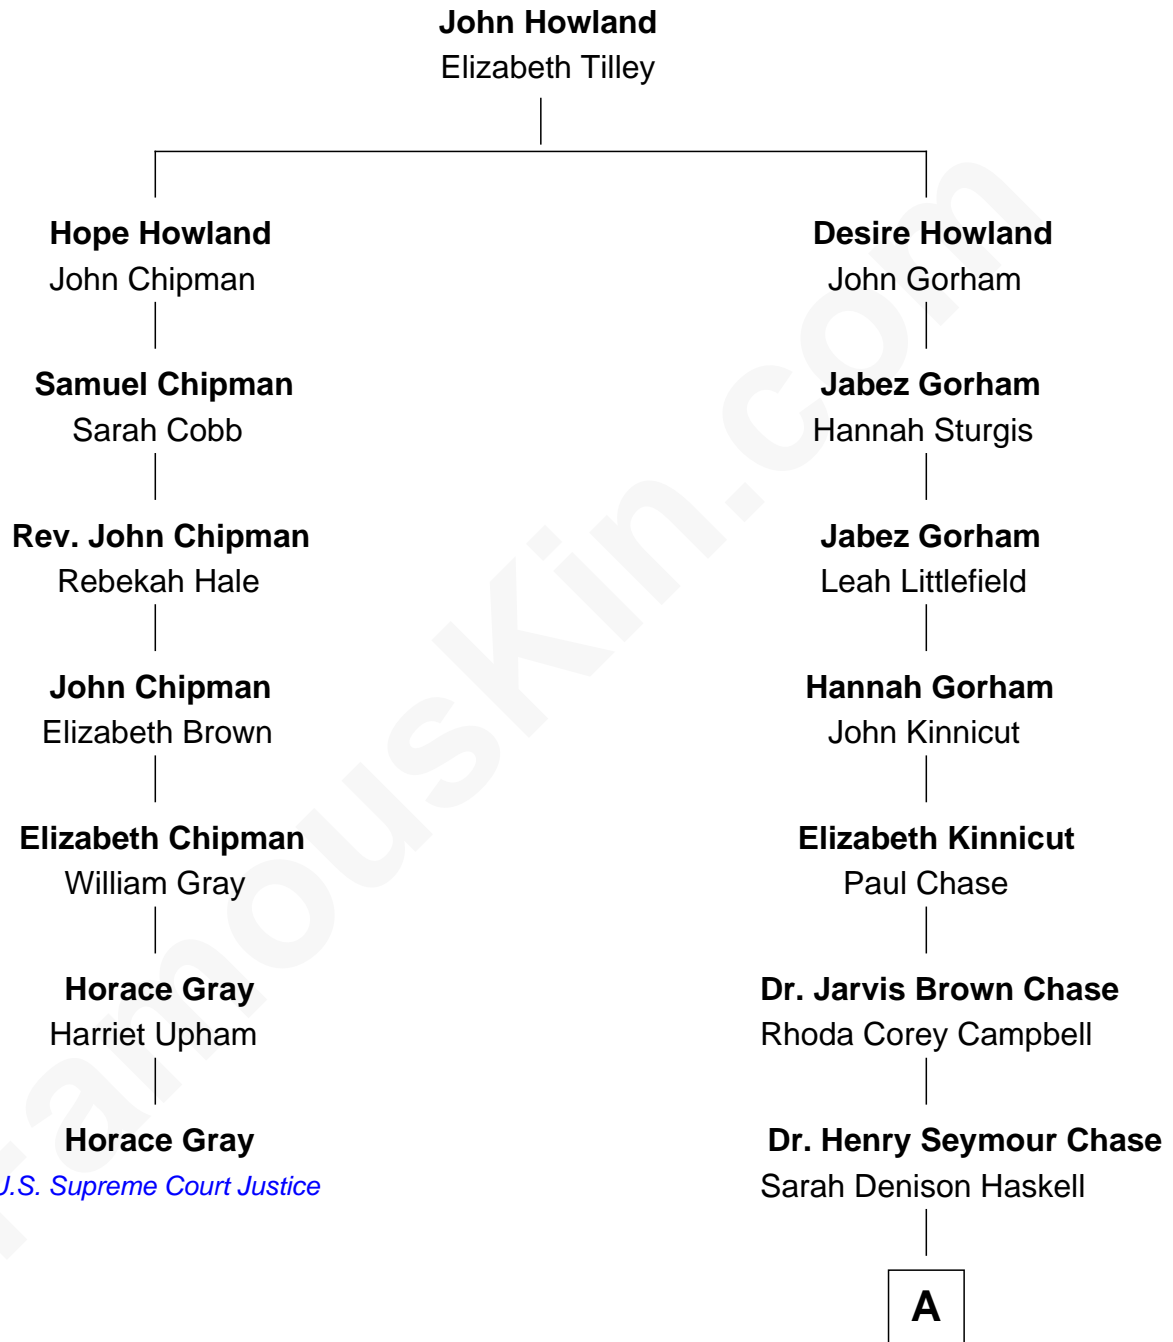 John Howland
Elizabeth Tilley
Hope Howland
John Chipman
Desire Howland
John Gorham
Samuel Chipman
Sarah Cobb
Jabez Gorham
Hannah Sturgis
Rev. John Chipman
Rebekah Hale
Jabez Gorham
Leah Littlefield
John Chipman
Elizabeth Brown
Hannah Gorham
John Kinnicut
Elizabeth Chipman
William Gray
Elizabeth Kinnicut
Paul Chase
Horace Gray
Harriet Upham
Dr. Jarvis Brown Chase
Rhoda Corey Campbell
Horace Gray
U.S. Supreme Court Justice
Dr. Henry Seymour Chase
Sarah Denison Haskell
A
FamousKin.com